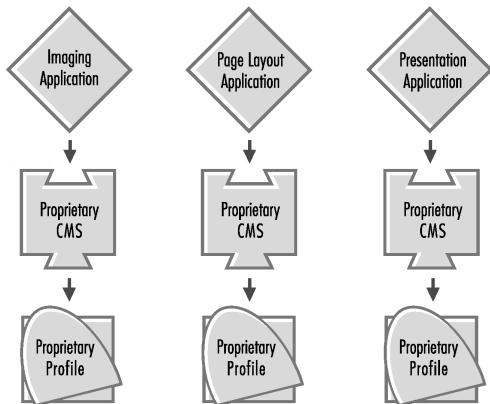 Imaging
Application
Page Layout
Application
Presentation
Application
Proprietary
CMS
Proprietary
CMS
Proprietary
CMS
Proprietary
Profile
Proprietary
Profile
Proprietary
Profile